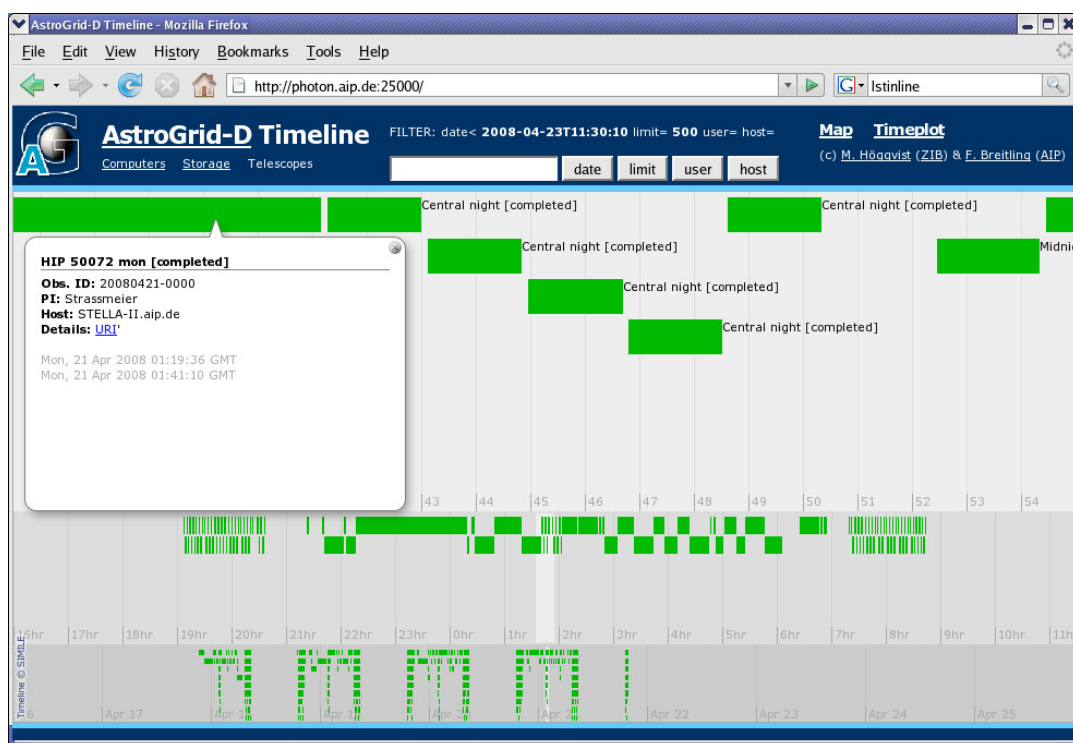 AstroGrid-D Timeline - Mozilla Firefox
File Edit View History Bookmarks Tools Help
http://photon.aip.de:25000/ G lstinline
AG AstroGrid-D Timeline FILTER: date< 2008-04-23T11:30:10 limit= 500 user= host= Map Timeplot
Computers Storage Telescopes date limit user host (c) M. Högqvist (ZIB) & F. Breitling (AIP)
Central night [completed] Central night [completed]
Central night [completed]
Central night [completed]
Central night [completed]
HIP 50072 mon [completed]
Obs. ID: 20080421-0000
PI: Strassmeier
Host: STELLA-II.aip.de
Details: URI'
Mon, 21 Apr 2008 01:19:36 GMT
Mon, 21 Apr 2008 01:41:10 GMT
43 44 45 46 47 48 49 50 51 52 53 54
16hr 17hr 18hr 19hr 20hr 21hr 22hr 23hr 0hr 1hr 2hr 3hr 4hr 5hr 6hr 7hr 8hr 9hr 10hr 11h
Timeline © SIMILE
Apr 17 Apr 22 Apr 23 Apr 24 Apr 25